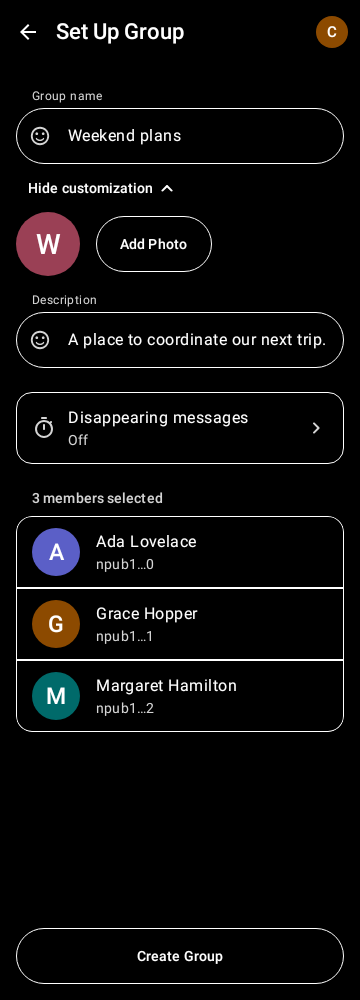 Set Up Group
C
Group name
Weekend plans
Hide customization
W
Add Photo
Description
A place to coordinate our next trip.
Disappearing messages
Off
3 members selected
A
Ada Lovelace
npub1…0
G
Grace Hopper
npub1…1
M
Margaret Hamilton
npub1…2
Create Group